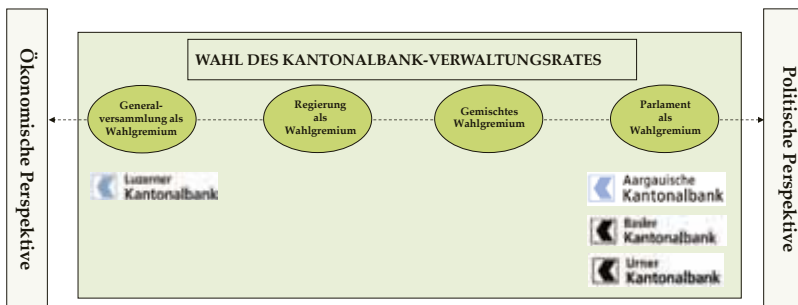 Ökonomische Perspektive
WAHL DES KANTONALBANK-VERWALTUNGSRATES
General-
versammlung als
Wahlgremium
Regierung
als
Wahlgremium
Gemischtes
Wahlgremium
Parlament
als
Wahlgremium
Luzerner
Kantonalbank
Aargauische
Kantonalbank
Basler
Kantonalbank
Urner
Kantonalbank
Politische Perspektive